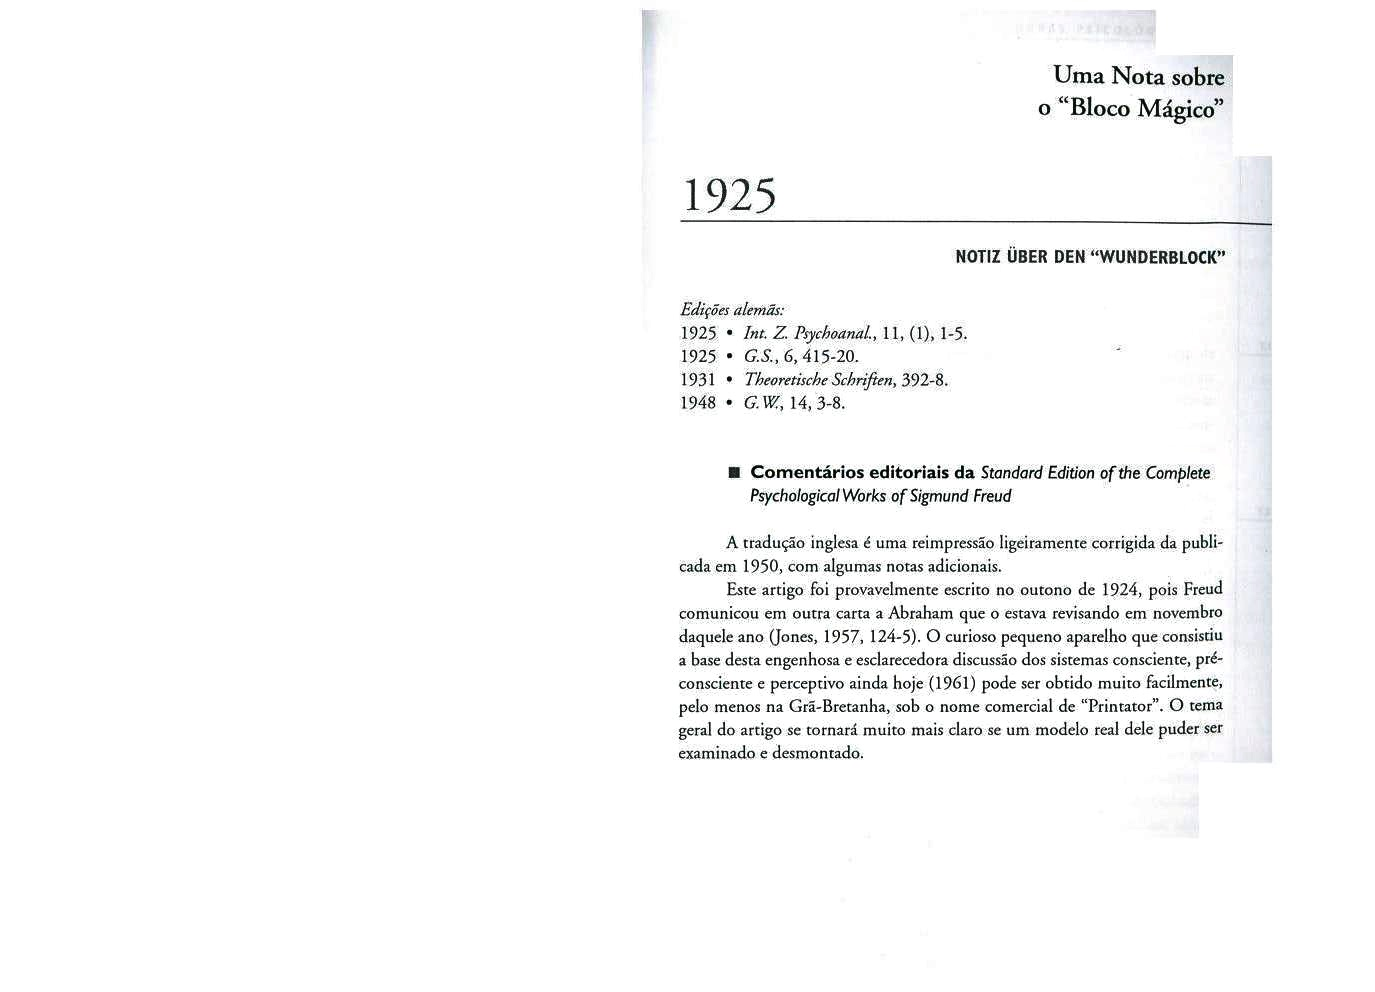 Uma Nota sobre
o “Bloco Mágico”
1925
NOTIZ ÜBER DEN “WUNDERBLOCK”
Edições alemãs:
1925 • Int. Z. Psychoanal., 11, (1), 1-5.
1925 • G.S., 6, 415-20.
1931 • Theoretische Schriften, 392-8.
1948 • G. W., 14, 3-8.
■ Comentários editoriais da Standard Edition of the Complete
Psychological Works of Sigmund Freud
A tradução inglesa é uma reimpressão ligeiramente corrigida da publi-
cada em 1950, com algumas notas adicionais.
Este artigo foi provavelmente escrito no outono de 1924, pois Freud
comunicou em outra carta a Abraham que o estava revisando em novembro
daquele ano (Jones, 1957, 124-5). O curioso pequeno aparelho que consistiu
a base desta engenhosa e esclarecedora discussão dos sistemas consciente, pré-
consciente e perceptivo ainda hoje (1961) pode ser obtido muito facilmente,
pelo menos na Grã-Bretanha, sob o nome comercial de “Printator”. O tema
geral do artigo se tornará muito mais claro se um modelo real dele puder ser
examinado e desmontado.